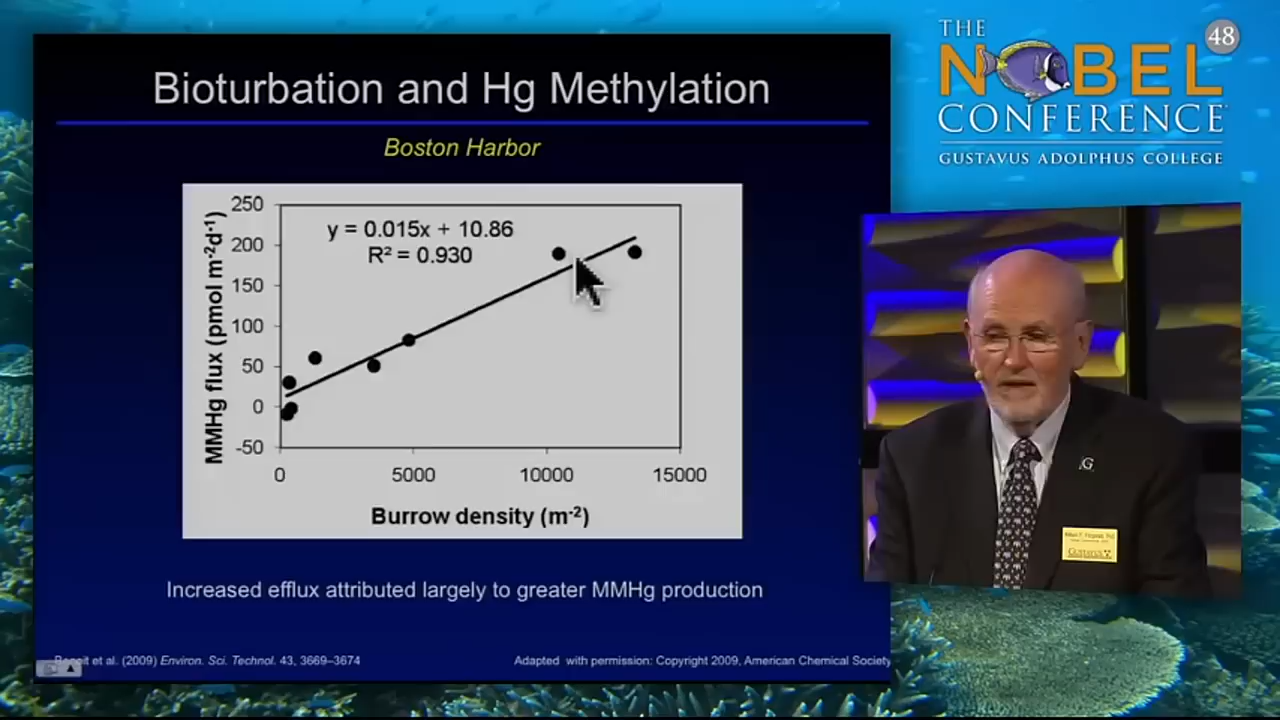 Bioturbation and Hg Methylation
Boston Harbor
y = 0.015x + 10.86
R² = 0.930
MMHg flux (pmol m⁻²d⁻¹)
250
200
150
100
50
0
-50
0 5000 10000 15000
Burrow density (m⁻²)
Increased efflux attributed largely to greater MMHg production
et al. (2009) Environ. Sci. Technol. 43, 3669–3674
Adapted with permission: Copyright 2009, American Chemical Society
THE
NOBEL
CONFERENCE
GUSTAVUS ADOLPHUS COLLEGE
48
G